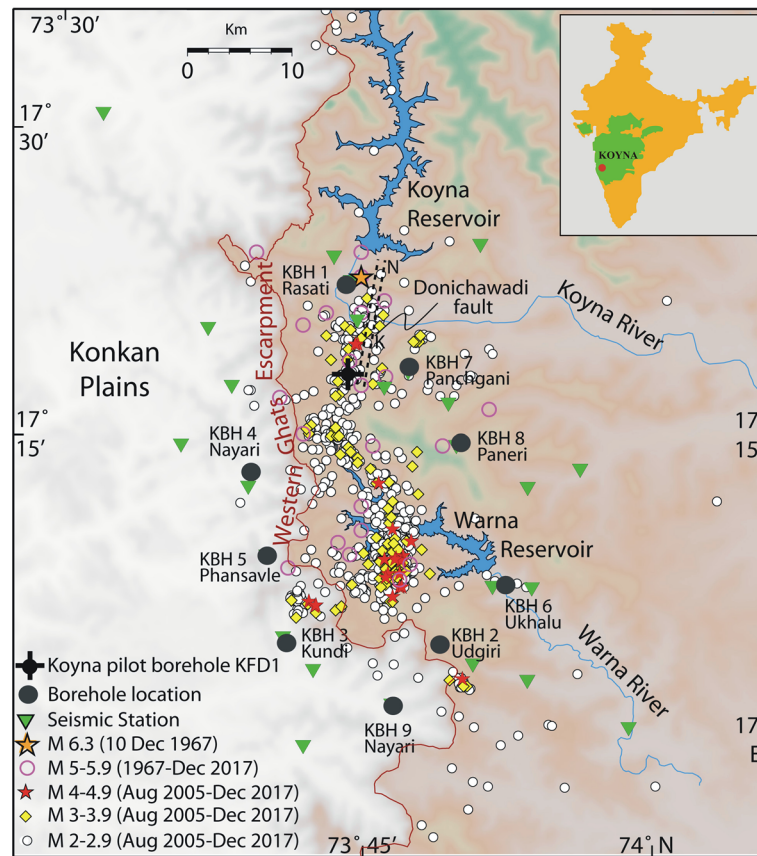 73˚30'
Km
0
10
17˚
30'
KOYNA
Koyna
Reservoir
KBH 1
Rasati
N
Donichawadi
fault
Koyna River
K
Konkan
Plains
Western Ghats Escarpment
KBH 7
Panchgani
17˚
15'
17
15'
KBH 4
Nayari
KBH 8
Paneri
Warna
Reservoir
KBH 5
Phansavle
KBH 6
Ukhalu
KBH 3
Kundi
KBH 2
Udgiri
Warna River
KBH 9
Nayari
17
E
Koyna pilot borehole KFD1
Borehole location
Seismic Station
M 6.3 (10 Dec 1967)
M 5-5.9 (1967-Dec 2017)
M 4-4.9 (Aug 2005-Dec 2017)
M 3-3.9 (Aug 2005-Dec 2017)
M 2-2.9 (Aug 2005-Dec 2017)
73˚45'
74˚ N